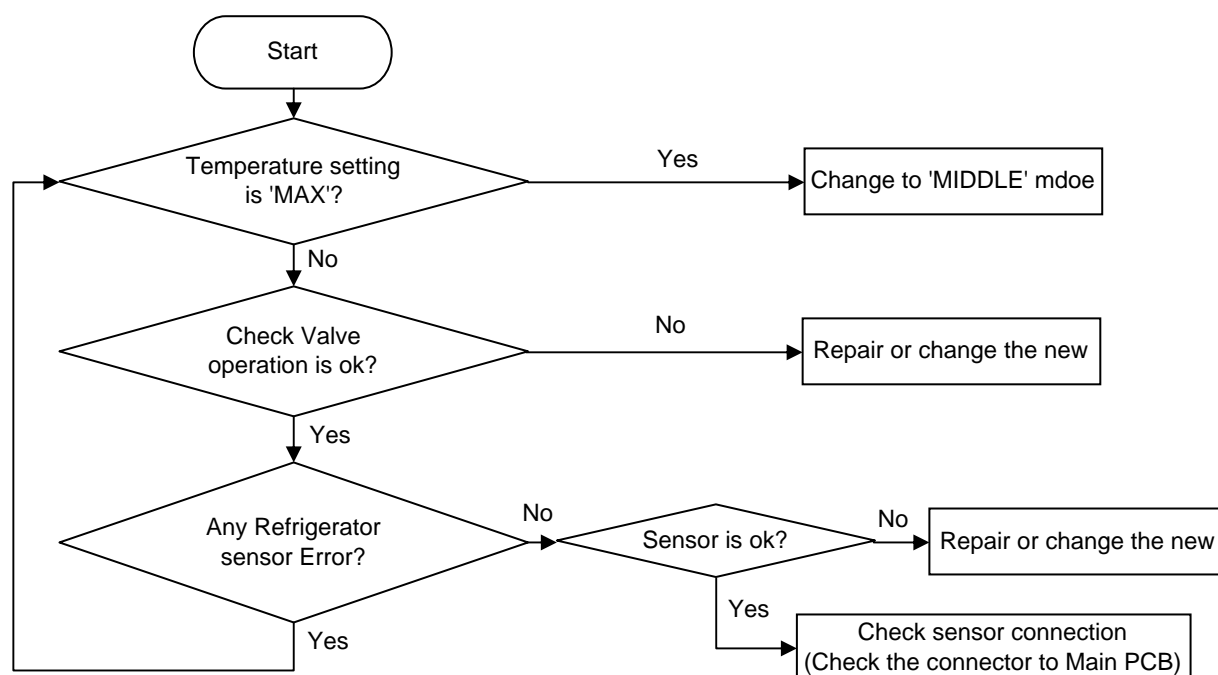 Start
Temperature setting
is 'MAX'?
Yes
Change to 'MIDDLE' mdoe
No
Check Valve
operation is ok?
No
Repair or change the new
Yes
Any Refrigerator
sensor Error?
No
Sensor is ok?
No
Repair or change the new
Yes
Yes
Check sensor connection
(Check the connector to Main PCB)